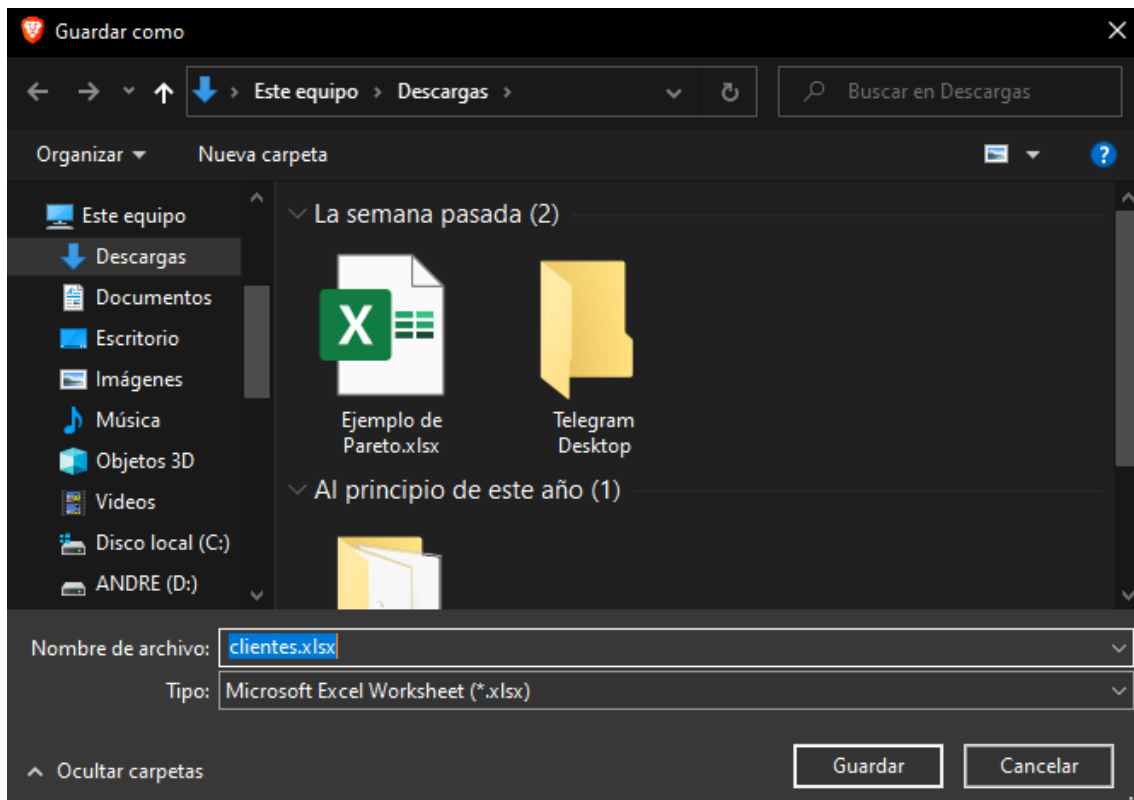 Guardar como
Este equipo > Descargas >
Buscar en Descargas
Organizar
Nueva carpeta
Este equipo
Descargas
Documentos
Escritorio
Imágenes
Música
Objetos 3D
Videos
Disco local (C:)
ANDRE (D:)
La semana pasada (2)
Ejemplo de
Pareto.xlsx
Telegram
Desktop
Al principio de este año (1)
Nombre de archivo: clientes.xlsx
Tipo: Microsoft Excel Worksheet (*.xlsx)
Ocultar carpetas
Guardar
Cancelar